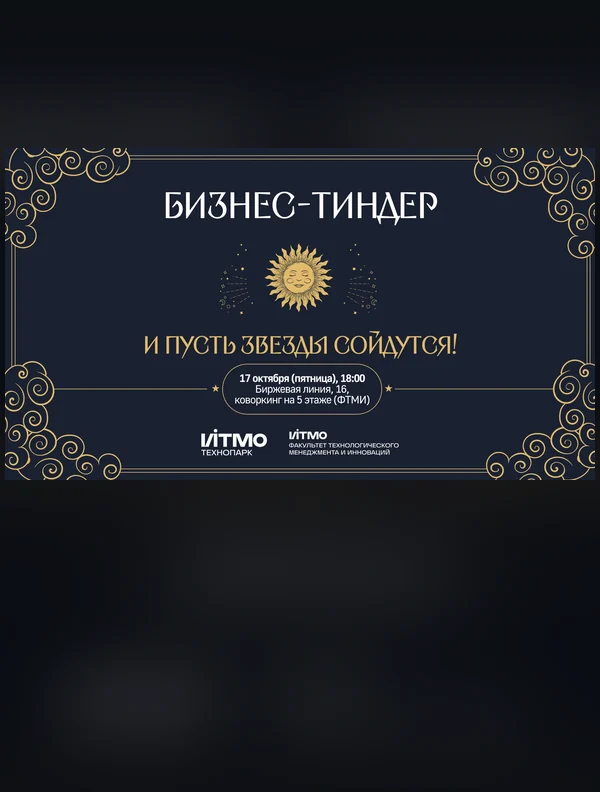 БИЗНЕС-ТИНДЕР
И ПУСТЬ ЗВЕЗДЫ СОЙДУТСЯ!
17 октября (пятница), 18:00
Биржевая линия, 16,
коворкинг на 5 этаже (ФТМИ)
ИТМО
ТЕХНОПАРК
ИТМО
ФАКУЛЬТЕТ ТЕХНОЛОГИЧЕСКОГО
МЕНЕДЖМЕНТА И ИННОВАЦИЙ